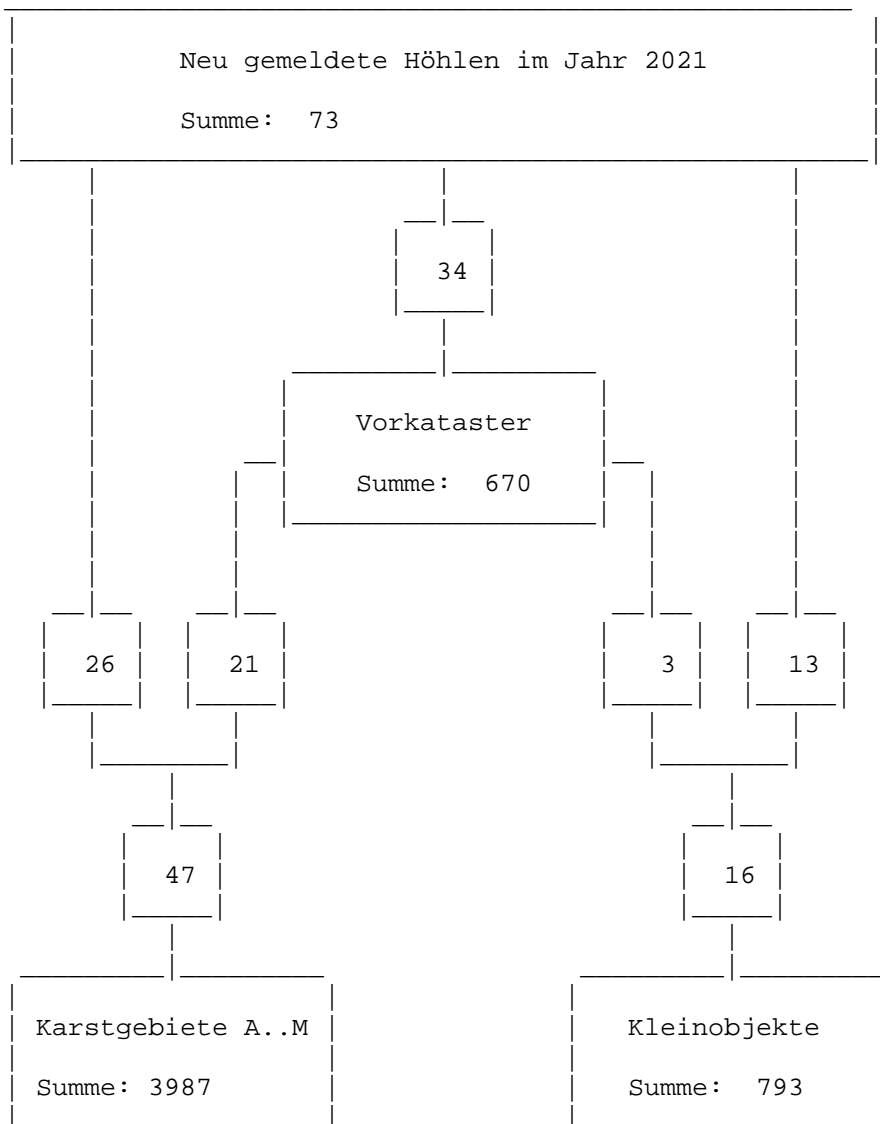 Neu gemeldete Höhlen im Jahr 2021
Summe: 73
34
Vorkataster
Summe: 670
26 21 3 13
47 16
Karstgebiete A..M Kleinobjekte
Summe: 3987 Summe: 793